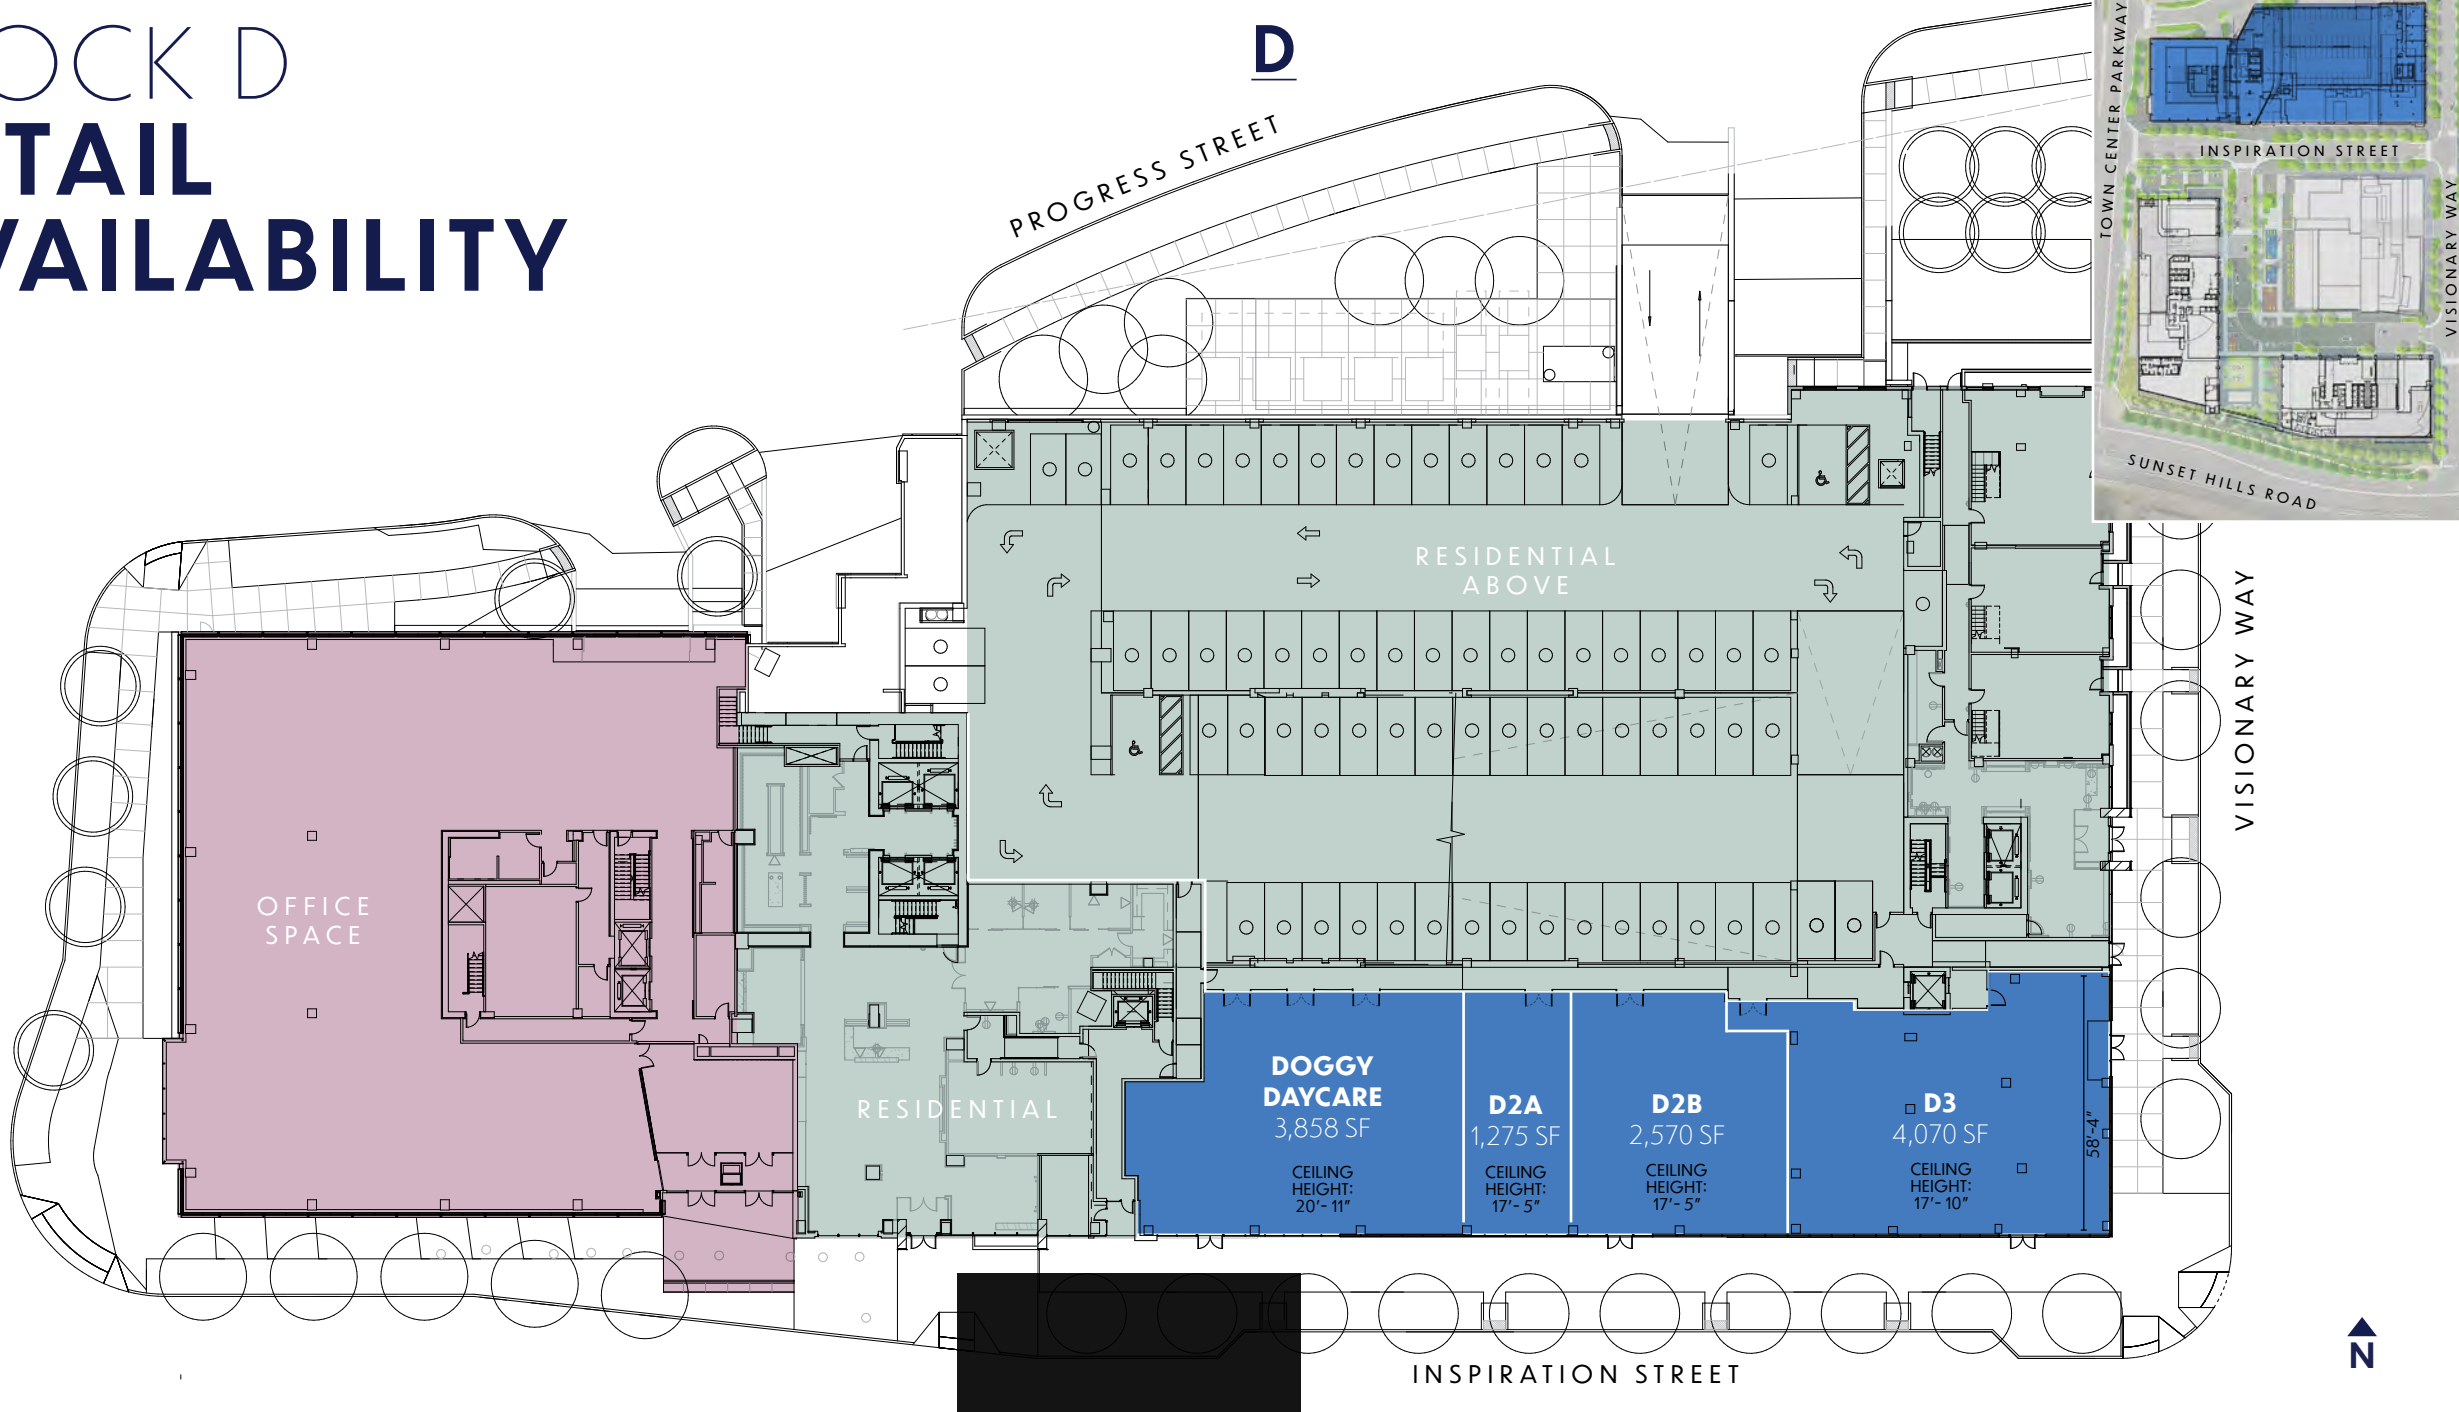 OCK D
TAIL
VAILABILITY
D
PROGRESS STREET
TOWN CENTER PARKWAY
INSPIRATION STREET
VISIONARY WAY
SUNSET HILLS ROAD
RESIDENTIAL
ABOVE
VISIONARY WAY
OFFICE
SPACE
RESIDENTIAL
DOGGY
DAYCARE
3,858 SF
CEILING
HEIGHT:
20'- 11"
D2A
1,275 SF
CEILING
HEIGHT:
17'- 5"
D2B
2,570 SF
CEILING
HEIGHT:
17'- 5"
D3
4,070 SF
CEILING
HEIGHT:
17'- 10"
58'-4"
INSPIRATION STREET
N